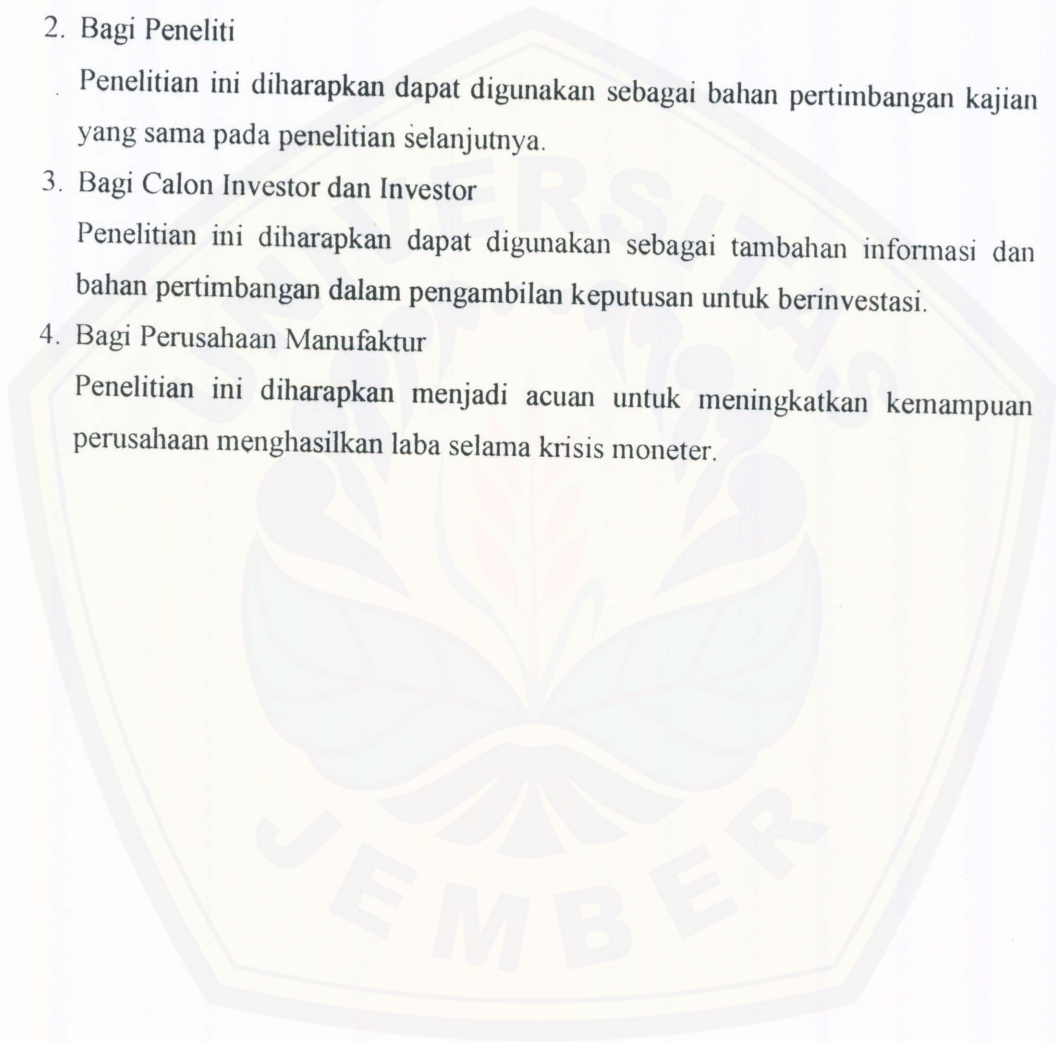 2. Bagi Peneliti
Penelitian ini diharapkan dapat digunakan sebagai bahan pertimbangan kajian
yang sama pada penelitian selanjutnya.
3. Bagi Calon Investor dan Investor
Penelitian ini diharapkan dapat digunakan sebagai tambahan informasi dan
bahan pertimbangan dalam pengambilan keputusan untuk berinvestasi.
4. Bagi Perusahaan Manufaktur
Penelitian ini diharapkan menjadi acuan untuk meningkatkan kemampuan
perusahaan menghasilkan laba selama krisis moneter.
UNIVERSITAS
JEMBER